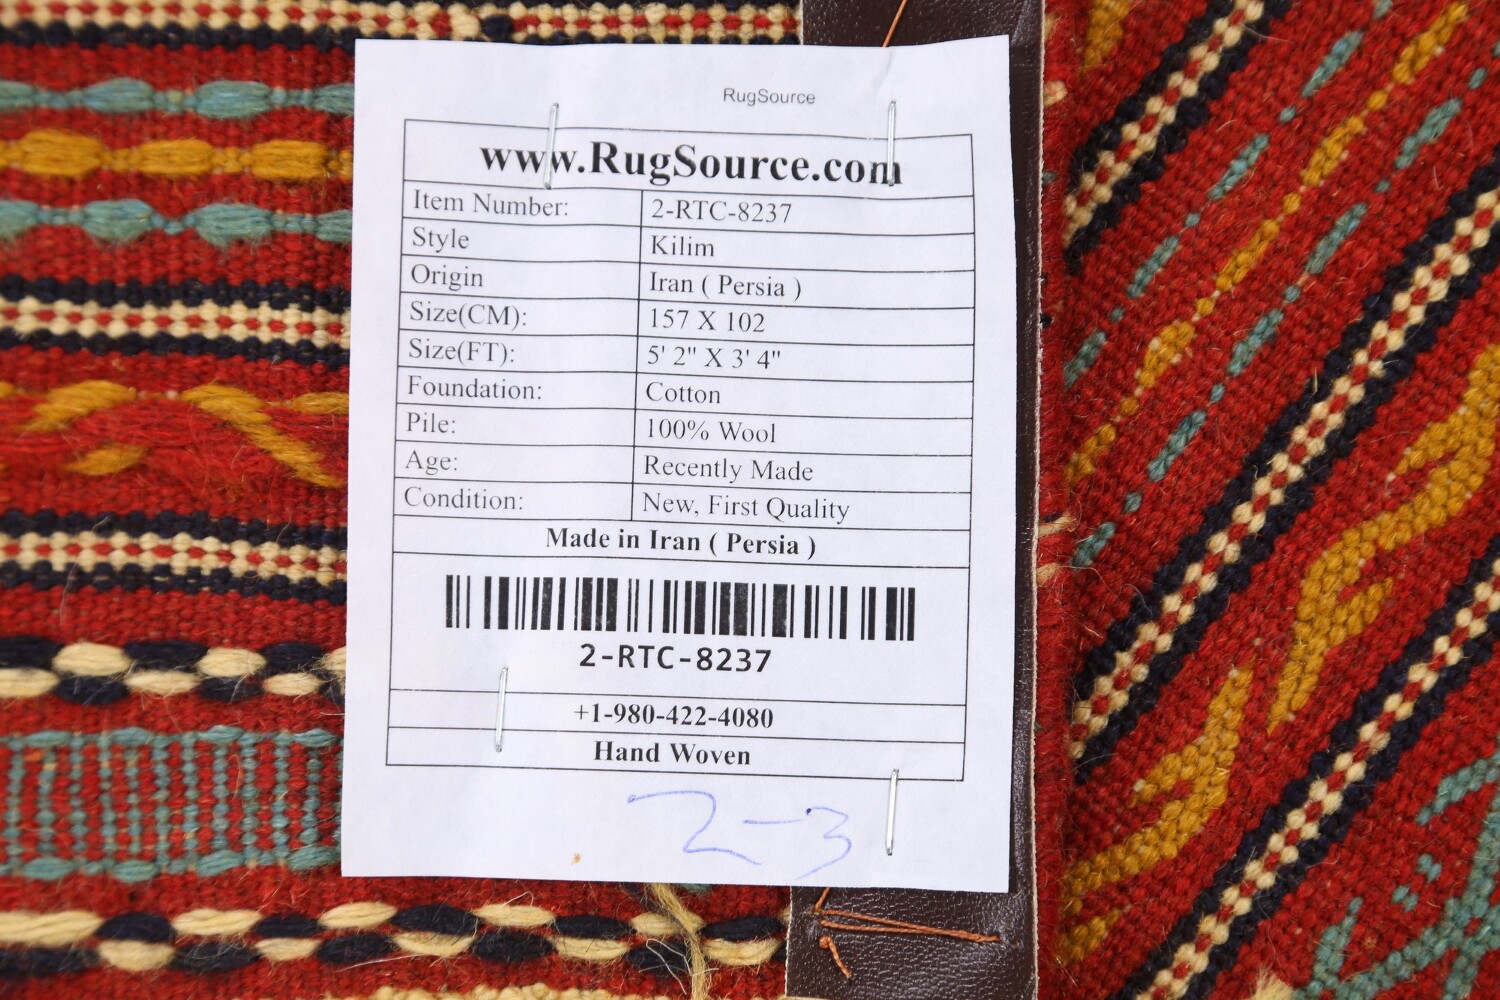 RugSource
www.RugSource.com
Item Number: 2-RTC-8237
Style Kilim
Origin Iran ( Persia )
Size(CM): 157 X 102
Size(FT): 5' 2" X 3' 4"
Foundation: Cotton
Pile: 100% Wool
Age: Recently Made
Condition: New, First Quality
Made in Iran ( Persia )
2-RTC-8237
+1-980-422-4080
Hand Woven
2-3